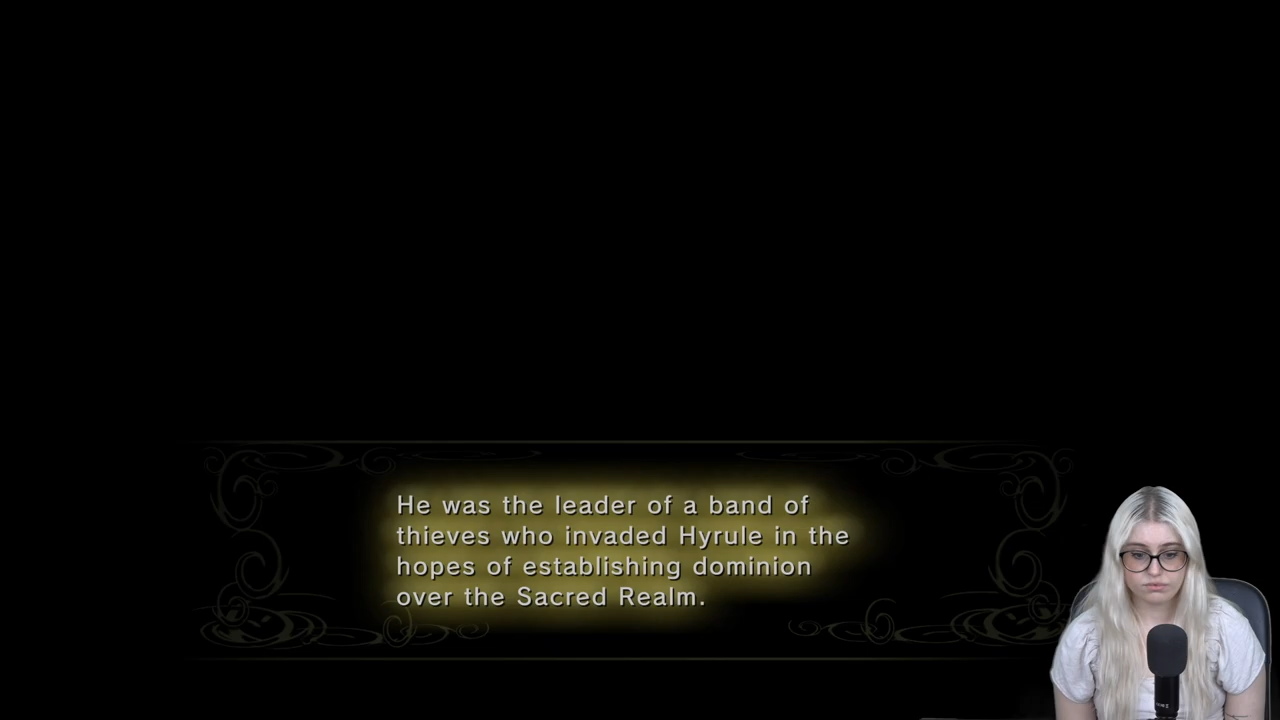 He was the leader of a band of
thieves who invaded Hyrule in the
hopes of establishing dominion
over the Sacred Realm.